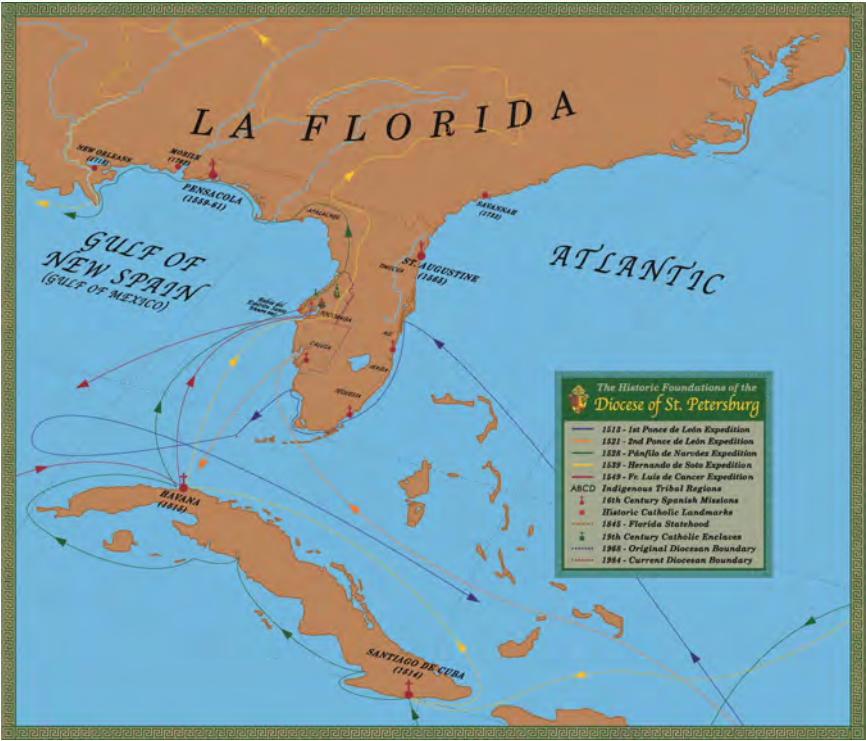 LA FLORIDA
NEW ORLEANS
(1718)
MOBILE
(1702)
PENSACOLA
(1559-61)
SAVANNAH
(1733)
APALACHEE
ST. AUGUSTINE
(1565)
TIMUCUA
GULF OF
NEW SPAIN
(GULF OF MEXICO)
ATLANTIC
TOCOBAGA
CALUSA
AIS
TEQUESTA
HAVANA
(1515)
SANTIAGO DE CUBA
(1514)
The Historic Foundations of the
Diocese of St. Petersburg
1513 - 1st Ponce de León Expedition
1521 - 2nd Ponce de León Expedition
1528 - Pánfilo de Narváez Expedition
1539 - Hernando de Soto Expedition
1549 - Fr. Luis de Cancer Expedition
ABCD Indigenous Tribal Regions
16th Century Spanish Missions
Historic Catholic Landmarks
1845 - Florida Statehood
19th Century Catholic Enclaves
1968 - Original Diocesan Boundary
1984 - Current Diocesan Boundary